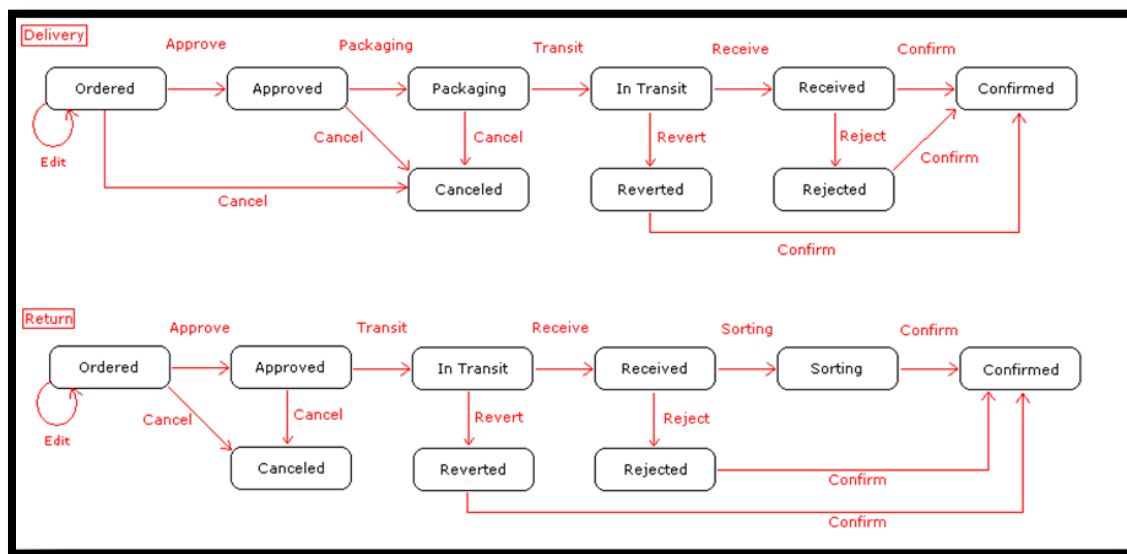 Delivery
Approve Packaging Transit Receive Confirm
Ordered Approved Packaging In Transit Received Confirmed
Edit Cancel Cancel Revert Reject Confirm
Canceled Reverted Rejected
Cancel
Confirm
Return
Approve Transit Receive Sorting Confirm
Ordered Approved In Transit Received Sorting Confirmed
Edit Cancel Cancel Revert Reject
Canceled Reverted Rejected
Confirm
Confirm